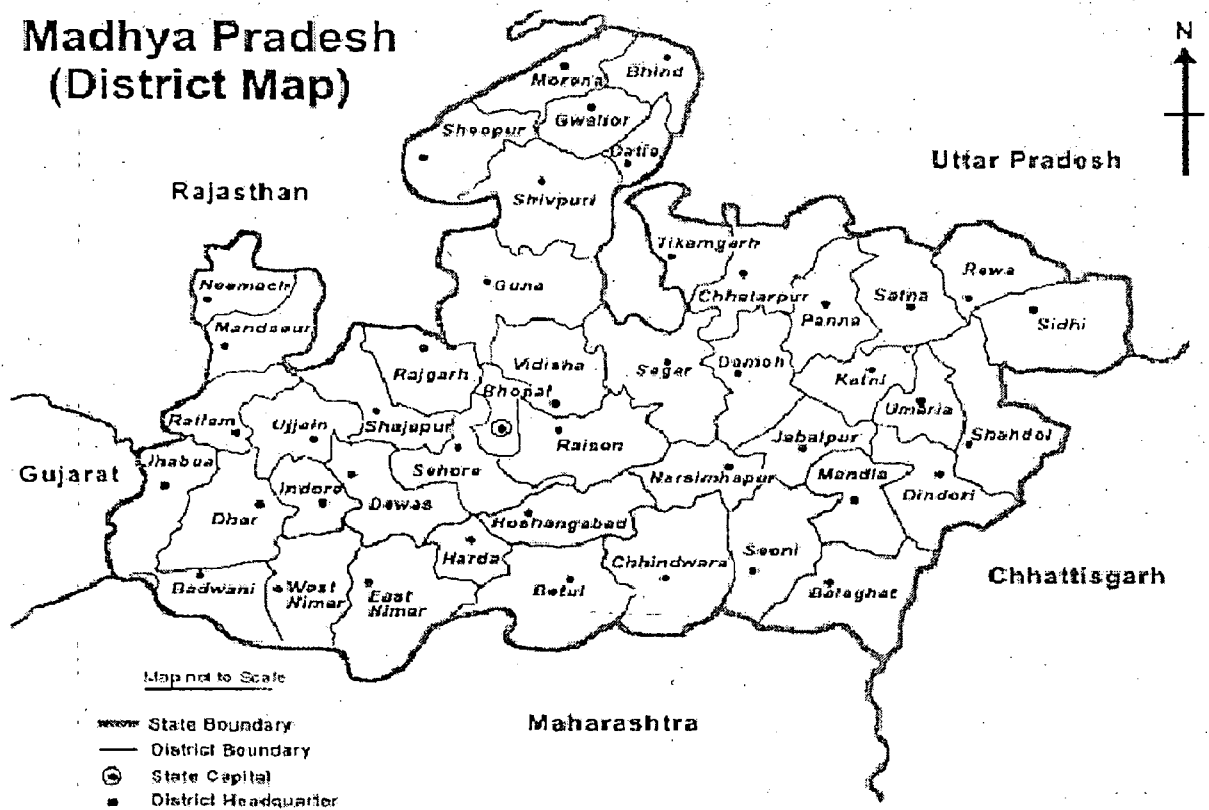 Madhya Pradesh
(District Map)
N
Morena
Bhind
Gwalior
Sheopur
Datia
Uttar Pradesh
Rajasthan
Shivpuri
Tikamgarh
Rewa
Neemach
Guna
Chhatarpur
Satna
Panna
Sidhi
Mandsaur
Vidisha
Sagar
Damoh
Rajgarh
Katni
Bhopal
Umaria
Ratlam
Ujjain
Shajapur
Raisen
Jabalpur
Shahdol
Gujarat
Jhabua
Sehore
Narsimhapur
Mandla
Dindori
Indore
Dewas
Dhar
Hoshangabad
Harda
Chhindwara
Seoni
Chhattisgarh
Badwani
West
Nimar
East
Nimar
Betul
Balaghat
Map not to Scale
Maharashtra
State Boundary
District Boundary
State Capital
District Headquarter